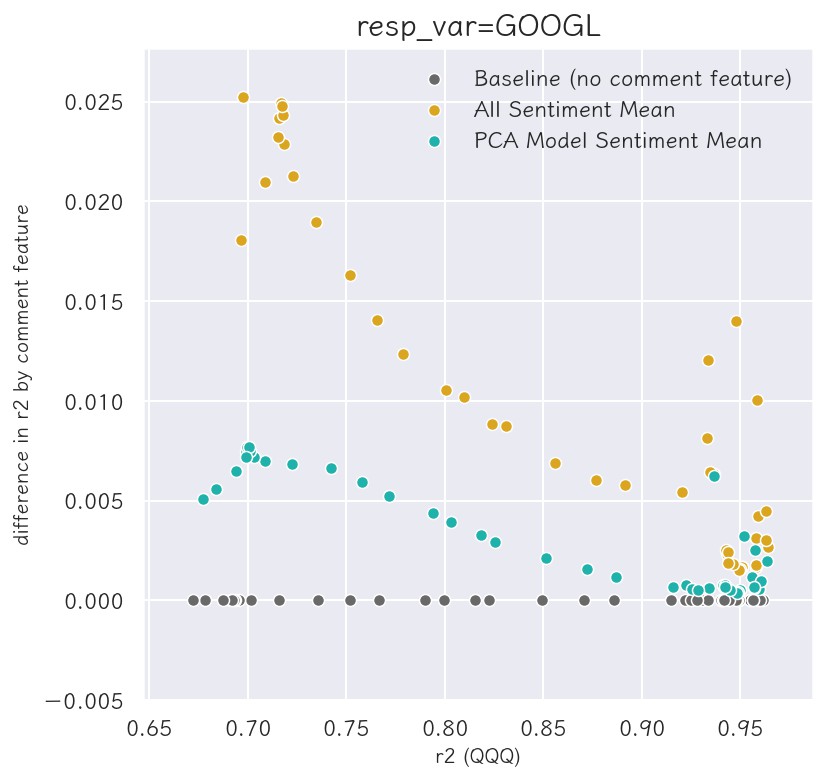 resp_var=GOOGL
Baseline (no comment feature)
All Sentiment Mean
PCA Model Sentiment Mean
difference in r2 by comment feature
0.025
0.020
0.015
0.010
0.005
0.000
−0.005
0.65 0.70 0.75 0.80 0.85 0.90 0.95
r2 (QQQ)